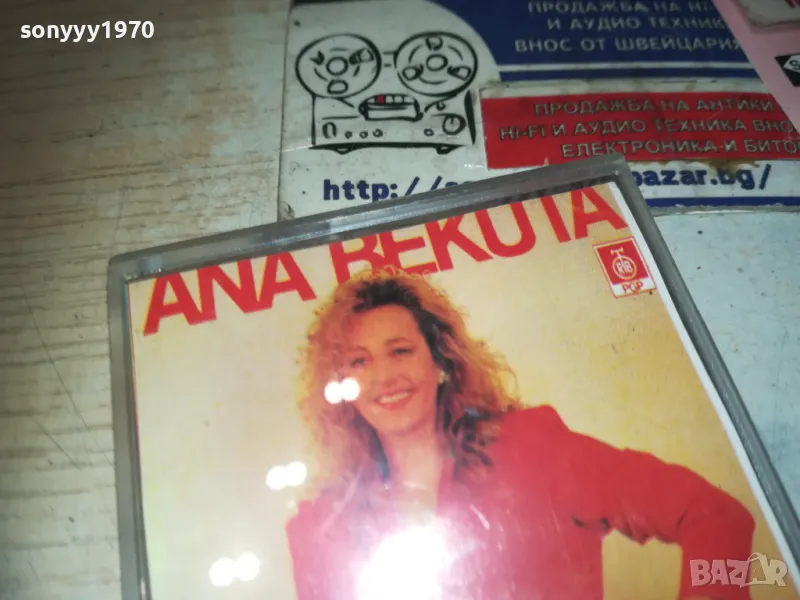 sonyyy1970
ПРОДАЖБА НА
И АУДИО ТЕХНИК
ВНОС ОТ ШВЕЙЦАРИЯ
ПРОДАЖБА НА АНТИКИ
HI-FI И АУДИО ТЕХНИКА ВНО
ЕЛЕКТРОНИКА-И БИТО
http://
bazar.bg/
ANA BEKUTA
RTB
PGP
BAZAR